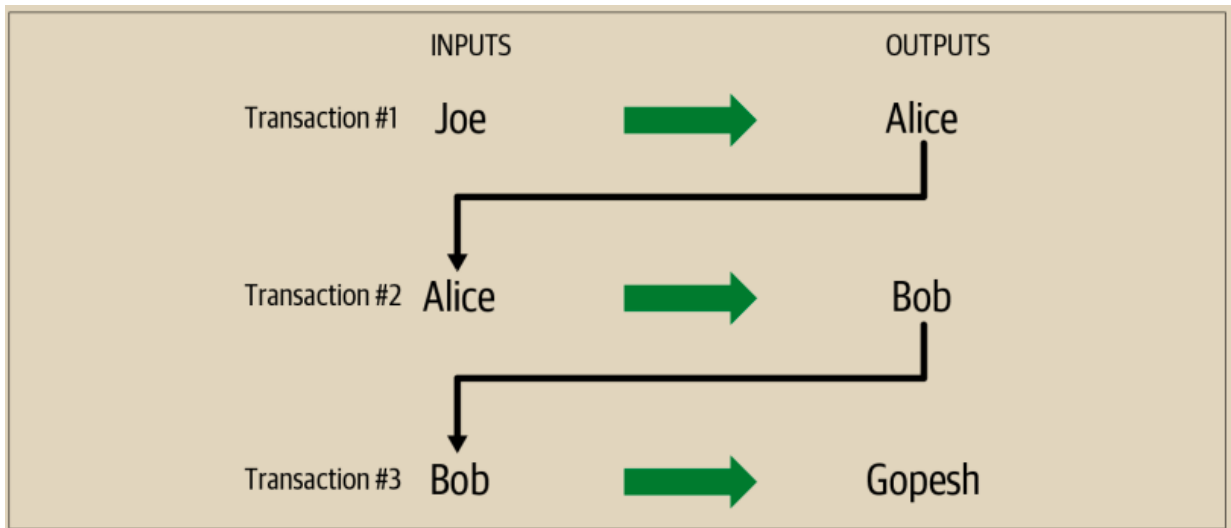 INPUTS OUTPUTS
Transaction #1 Joe Alice
Transaction #2 Alice Bob
Transaction #3 Bob Gopesh